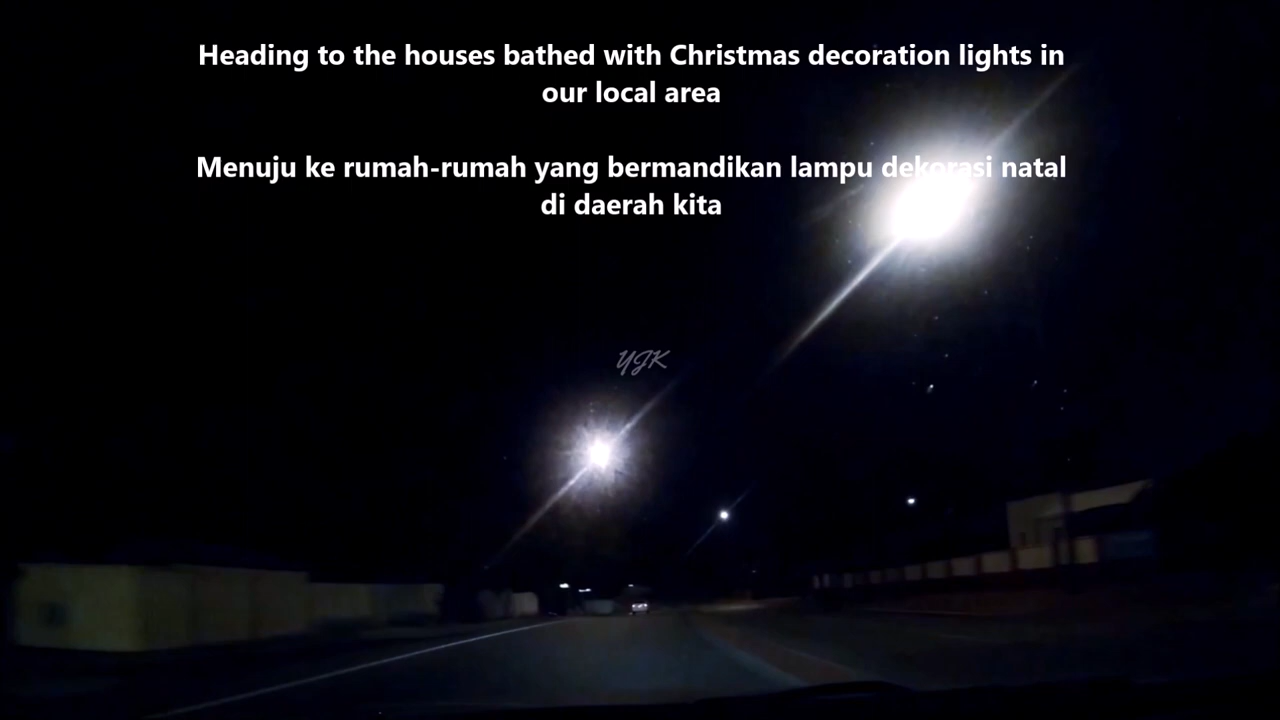 Heading to the houses bathed with Christmas decoration lights in
our local area
Menuju ke rumah-rumah yang bermandikan lampu dekorasi natal
di daerah kita
YJK